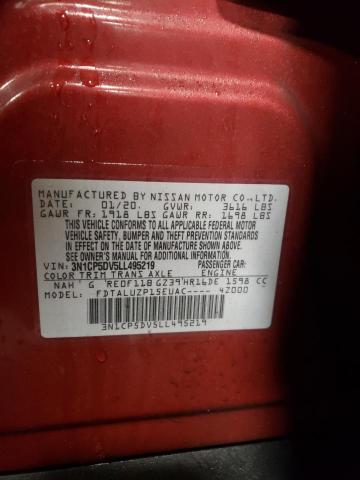 MANUFACTURED BY NISSAN MOTOR CO.,LTD.
DATE: 01/20. GVWR: 3616 LBS
GAWR FR: 1918 LBS GAWR RR: 1698 LBS
THIS VEHICLE CONFORMS TO ALL APPLICABLE FEDERAL MOTOR
VEHICLE SAFETY, BUMPER AND THEFT PREVENTION STANDARDS
IN EFFECT ON THE DATE OF MANUFACTURE SHOWN ABOVE.
SEE OWNER'S MANUAL FOR ADDITIONAL INFORMATION.
VIN: 3N1CP5DV5LL495219 PASSENGER CAR
COLOR TRIM TRANS AXLE ENGINE
NAH G RE0F11B GZ39 HR16DE 1598 CC
MODEL: FDTALUZP15EUAC---- 42000
3N1CP5DV5LL495219